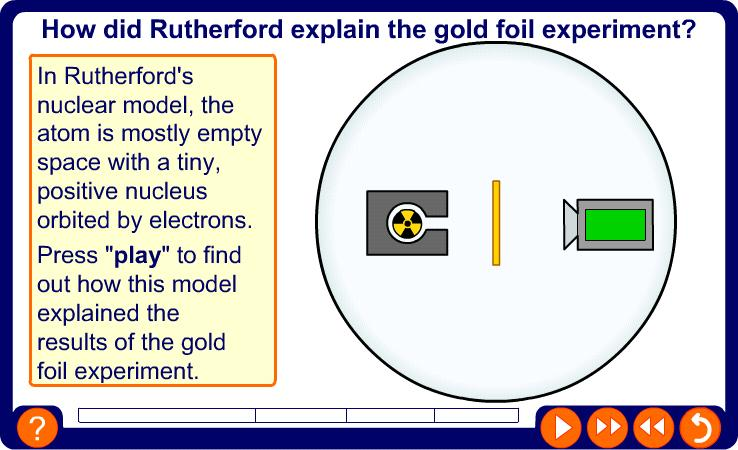 How did Rutherford explain the gold foil experiment?
In Rutherford's
nuclear model, the
atom is mostly empty
space with a tiny,
positive nucleus
orbited by electrons.
Press "play" to find
out how this model
explained the
results of the gold
foil experiment.
?